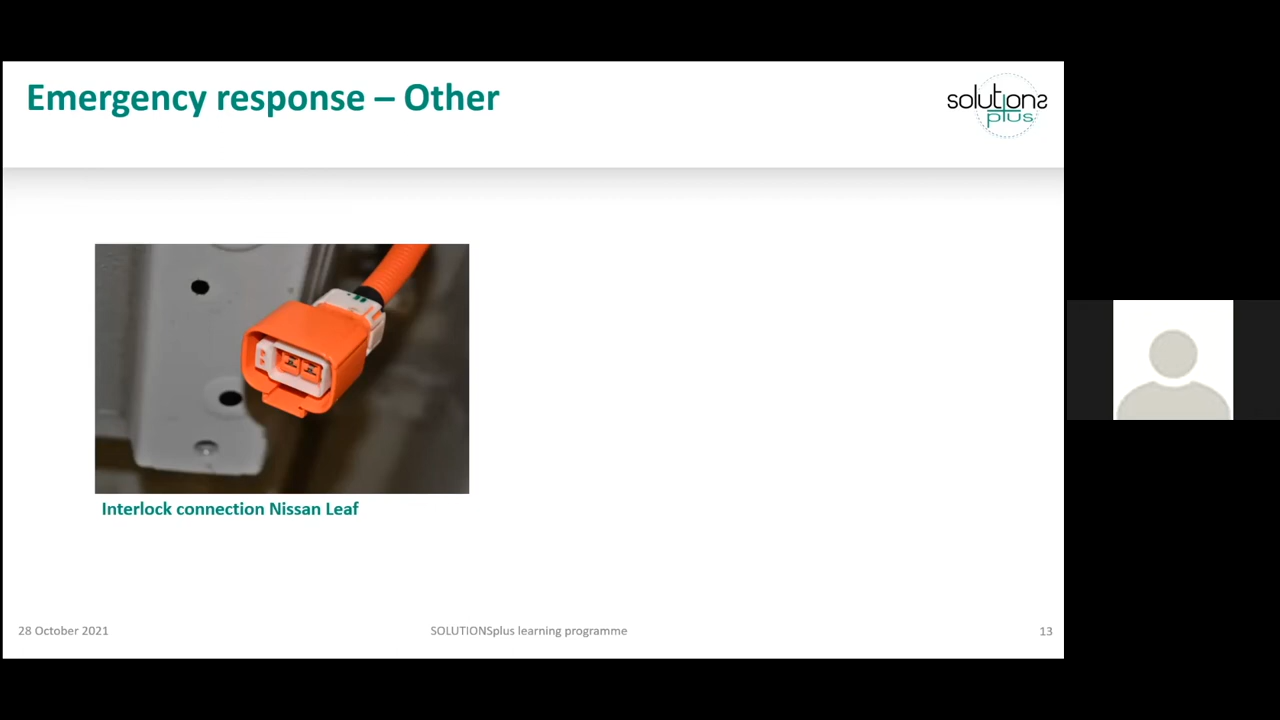 Emergency response – Other
solutions
plus
Interlock connection Nissan Leaf
28 October 2021
SOLUTIONSplus learning programme
13